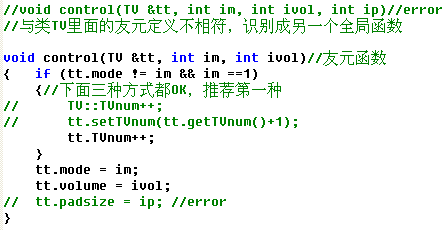 //void control(TV &tt, int im, int ivol, int ip)//error
//与类TV里面的友元定义不相符，识别成另一个全局函数
void control(TV &tt, int im, int ivol)//友元函数
{   if (tt.mode != im && im ==1)
    {//下面三种方式都OK，推荐第一种
//      TV::TVnum++;
//      tt.setTVnum(tt.getTVnum()+1);
        tt.TVnum++;
    }
    tt.mode = im;
    tt.volume = ivol;
//  tt.padsize = ip; //error
}